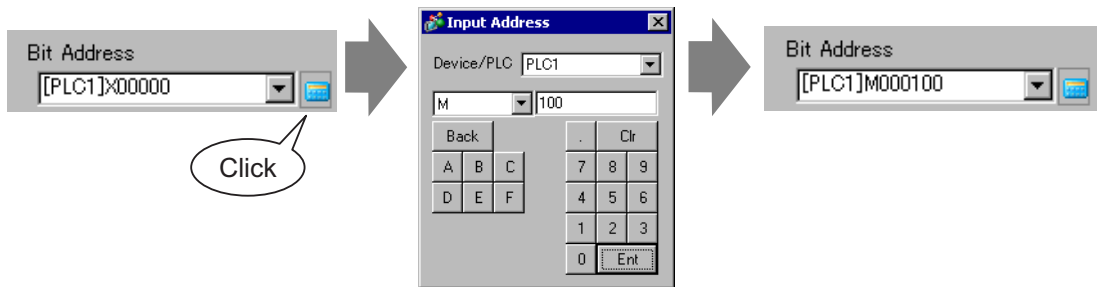 Bit Address
[PLC1]X00000
Click
Input Address
Device/PLC PLC1
M 100
Back . Clr
A B C 7 8 9
D E F 4 5 6
1 2 3
0 Ent
Bit Address
[PLC1]M000100